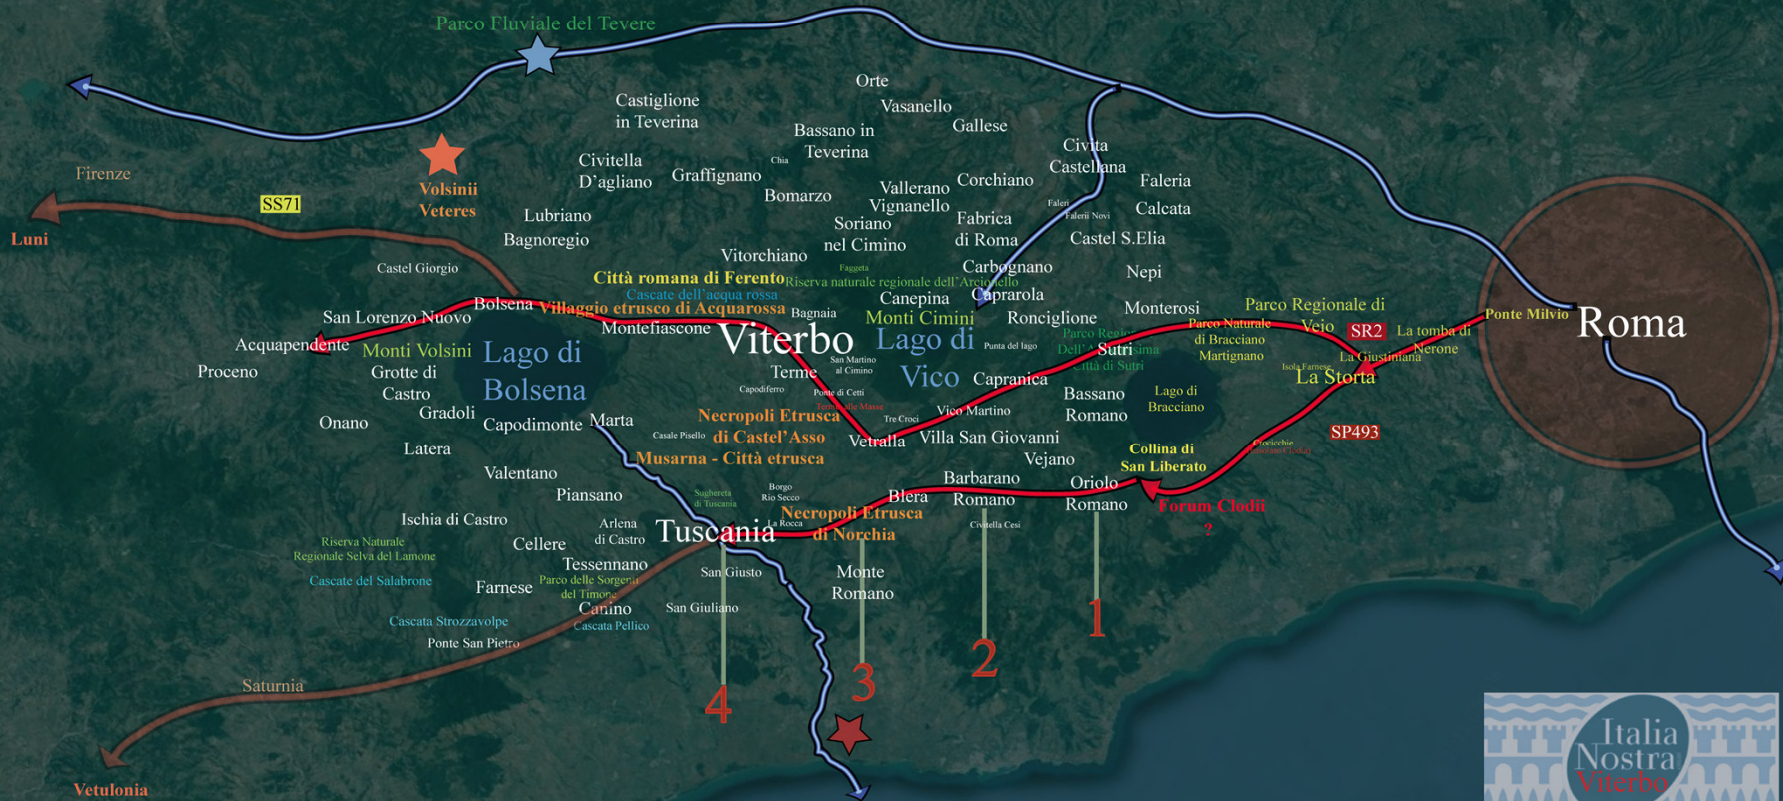 Parco Fluviale del Tevere
Orte
Castiglione
in Teverina
Vasanello
Gallese
Bassano in
Teverina
Chia
Civita
Castellana
Civitella
D'agliano
Graffignano
Firenze
Volsinii
Veteres
SS71
Luni
Bomarzo
Vallerano
Vignanello
Corchiano
Faleria
Calcata
Faleri
Falerii Novi
Lubriano
Bagnoregio
Soriano
nel Cimino
Fabrica
di Roma
Castel S.Elia
Vitorchiano
Castel Giorgio
Carbognano
Nepi
Città romana di Ferento
Faggeta
Riserva naturale regionale dell'Arcionello
Cascate dell'acqua rossa
Villaggio etrusco di Acquarossa
Canepina
Caprarola
Bolsena
San Lorenzo Nuovo
Montefiascone
Bagnaia
Monti Cimini
Ronciglione
Monterosi
Parco Regionale di
Veio
Ponte Milvio
Roma
SR2
La tomba di
Nerone
La Giustiniana
Isola Farnese
La Storta
Parco Naturale
di Bracciano
Martignano
Sutri
Città di Sutri
Punta del lago
Acquapendente
Proceno
Monti Volsini
Grotte di
Castro
Lago di
Bolsena
Viterbo
Lago di
Vico
San Martino
al Cimino
Terme
Capodiferro
Ponte di Cetti
Capranica
Bassano
Romano
Lago di
Bracciano
Onano
Gradoli
Capodimonte
Marta
Latera
Necropoli Etrusca
di Castel'Asso
Musarna - Città etrusca
Casale Pisello
Tre Croci
Vico Martino
Vetralla
Villa San Giovanni
Vejano
SP493
Collina di
San Liberato
Forum Clodii
?
Valentano
Piansano
Sughereta
di Tuscania
Borgo
Rio Secco
Barbarano
Romano
Blera
Oriolo
Romano
Ischia di Castro
Arlena
di Castro
Tuscania
La Rocca
Necropoli Etrusca
di Norchia
Civitella Cesi
Riserva Naturale
Regionale Selva del Lamone
Cellere
Tessennano
Cascate del Salabrone
Farnese
Parco delle Sorgenti
del Timone
Canino
San Giusto
Monte
Romano
San Giuliano
Cascata Strozzavolpe
Cascata Pellico
Ponte San Pietro
1
2
3
4
Saturnia
Vetulonia
Italia
Nostra
Viterbo